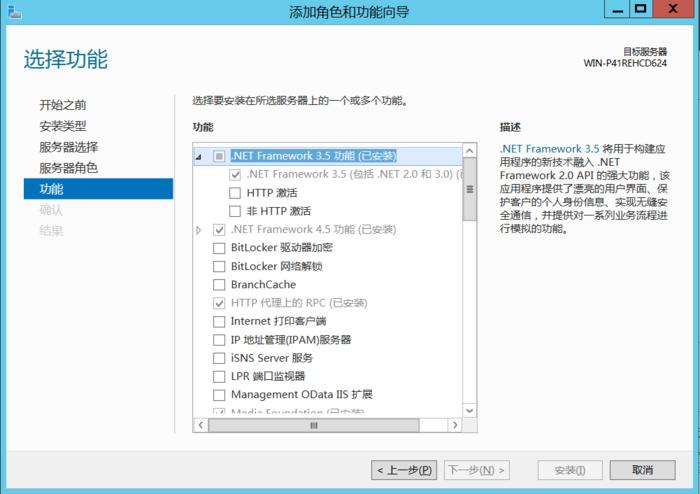 添加角色和功能向导
选择功能
目标服务器
WIN-P41REHCD624
开始之前
安装类型
服务器选择
服务器角色
功能
确认
结果
选择要安装在所选服务器上的一个或多个功能。
功能
.NET Framework 3.5 功能 (已安装)
.NET Framework 3.5 (包括 .NET 2.0 和 3.0) (
HTTP 激活
非 HTTP 激活
.NET Framework 4.5 功能 (已安装)
BitLocker 驱动器加密
BitLocker 网络解锁
BranchCache
HTTP 代理上的 RPC (已安装)
Internet 打印客户端
IP 地址管理(IPAM)服务器
iSNS Server 服务
LPR 端口监视器
Management OData IIS 扩展
Media Foundation (已安装)
描述
.NET Framework 3.5 将用于构建应
应用程序的新技术融入 .NET
Framework 2.0 API 的强大功能，该
应用程序提供了漂亮的用户界面、保
护客户的个人身份信息、实现无缝安
全通信，并提供对一系列业务流程进
行模拟的功能。
< 上一步(P)
下一步(N) >
安装(I)
取消